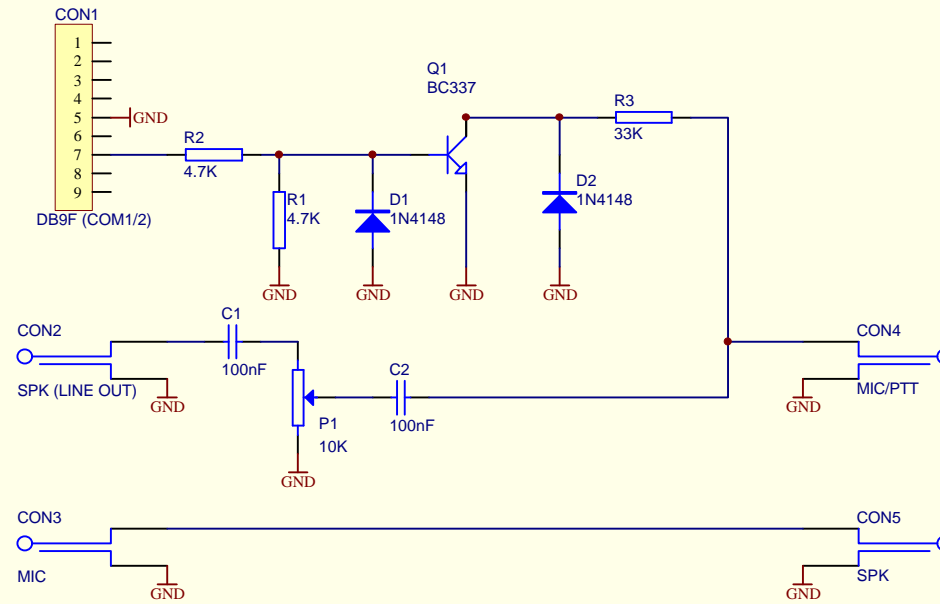 CON1
1
2
3
4
5
6
7
8
9
GND
DB9F (COM1/2)
R2
4.7K
R1
4.7K
D1
1N4148
Q1
BC337
D2
1N4148
R3
33K
GND
GND
GND
GND
CON2
SPK (LINE OUT)
GND
C1
100nF
P1
10K
GND
C2
100nF
CON4
MIC/PTT
GND
CON3
MIC
GND
CON5
SPK
GND